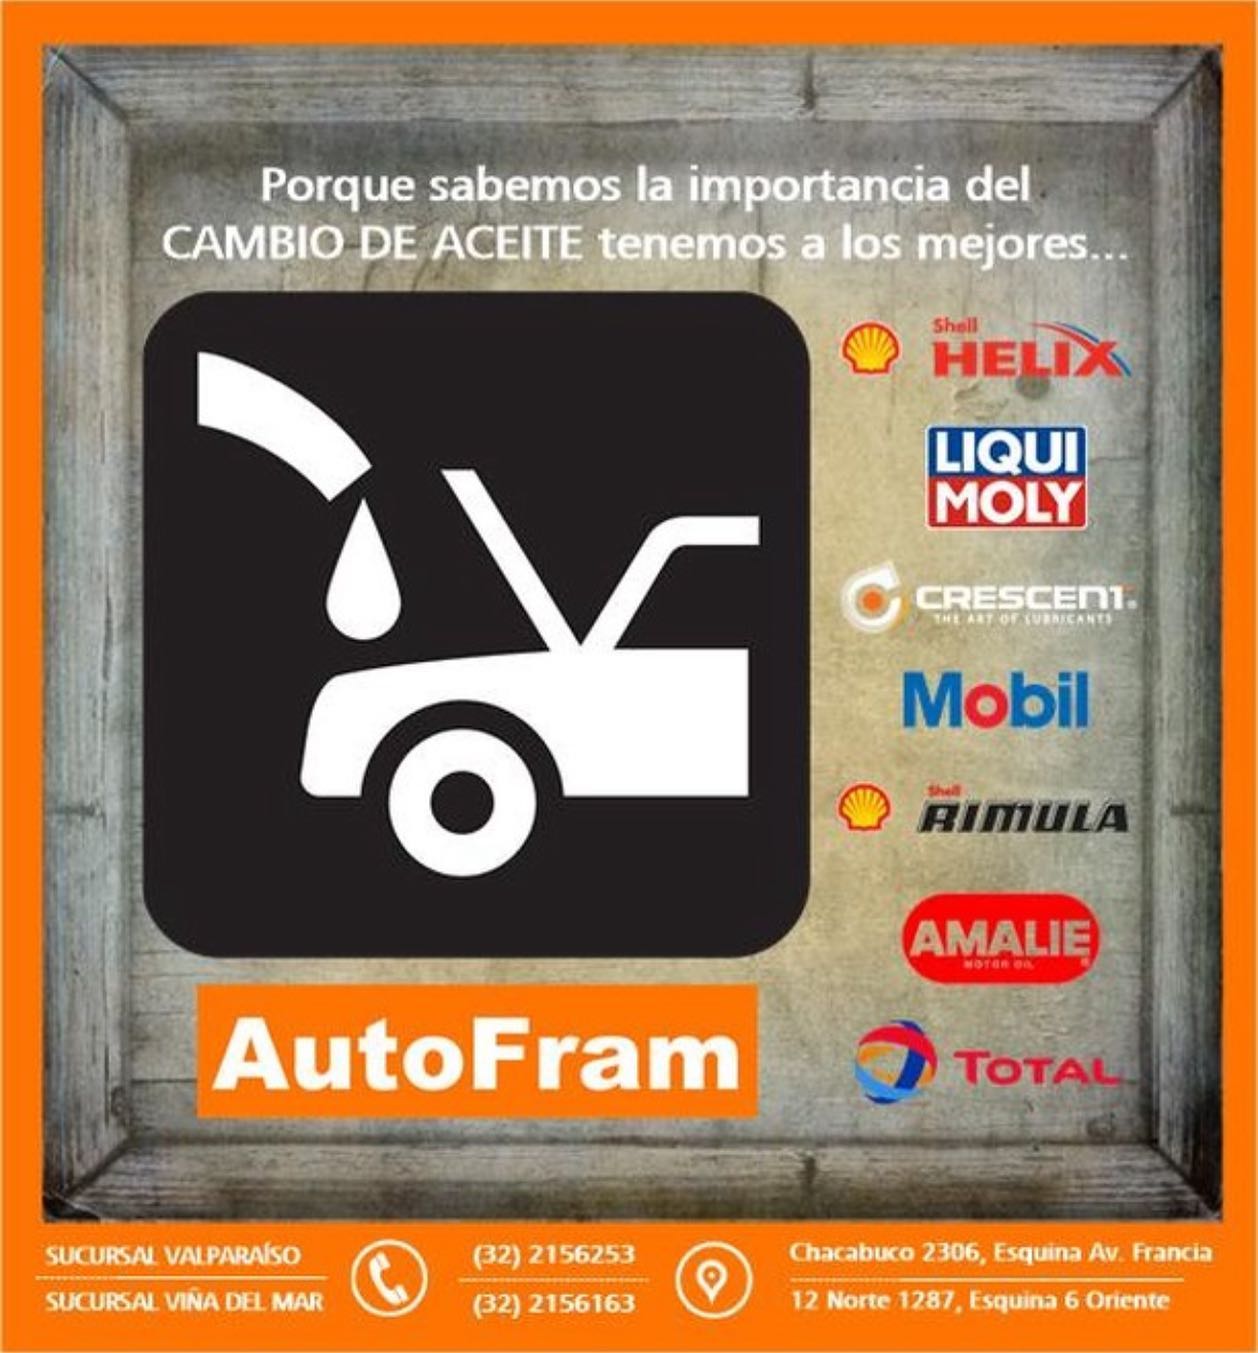 Porque sabemos la importancia del
CAMBIO DE ACEITE tenemos a los mejores...
Shell
HELIX
LIQUI
MOLY
CRESCENT®
THE ART OF LUBRICANTS
Mobil
Shell
RIMULA
AMALIE
MOTOR OIL ®
TOTAL
AutoFram
SUCURSAL VALPARAÍSO
(32) 2156253
Chacabuco 2306, Esquina Av. Francia
SUCURSAL VIÑA DEL MAR
(32) 2156163
12 Norte 1287, Esquina 6 Oriente